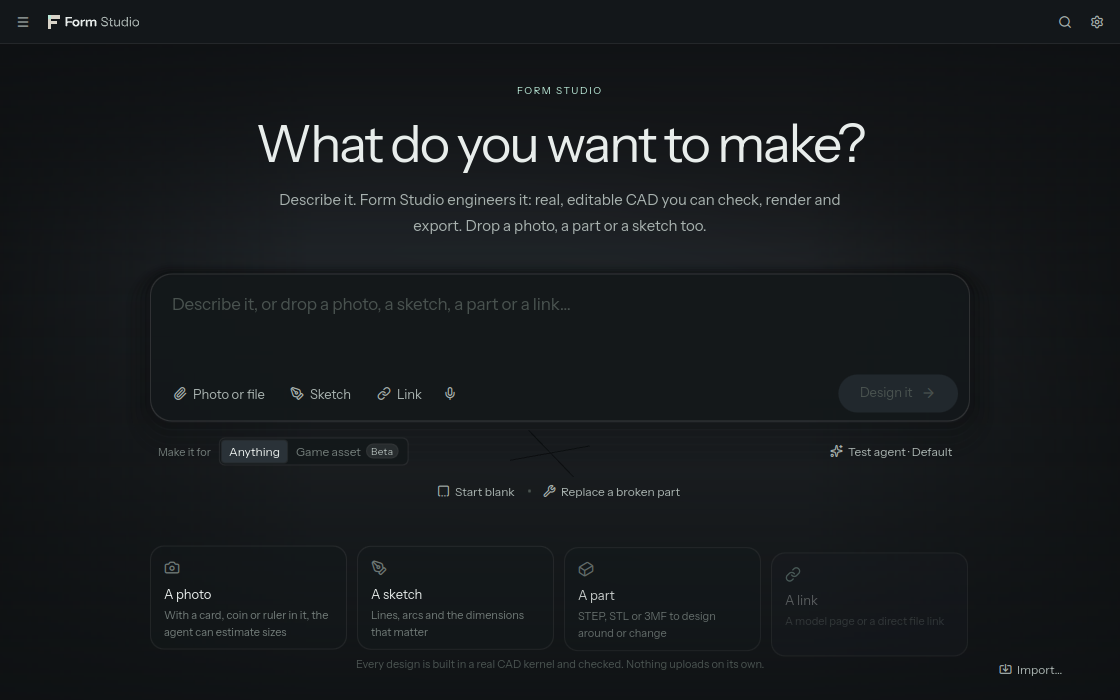 Form Studio
FORM STUDIO
What do you want to make?
Describe it. Form Studio engineers it: real, editable CAD you can check, render and
export. Drop a photo, a part or a sketch too.
Describe it, or drop a photo, a sketch, a part or a link...
Photo or file Sketch Link Design it
Make it for Anything Game asset Beta Test agent · Default
Start blank • Replace a broken part
A photo
With a card, coin or ruler in it, the
agent can estimate sizes
A sketch
Lines, arcs and the dimensions
that matter
A part
STEP, STL or 3MF to design
around or change
A link
A model page or a direct file link
Every design is built in a real CAD kernel and checked. Nothing uploads on its own.
Import...